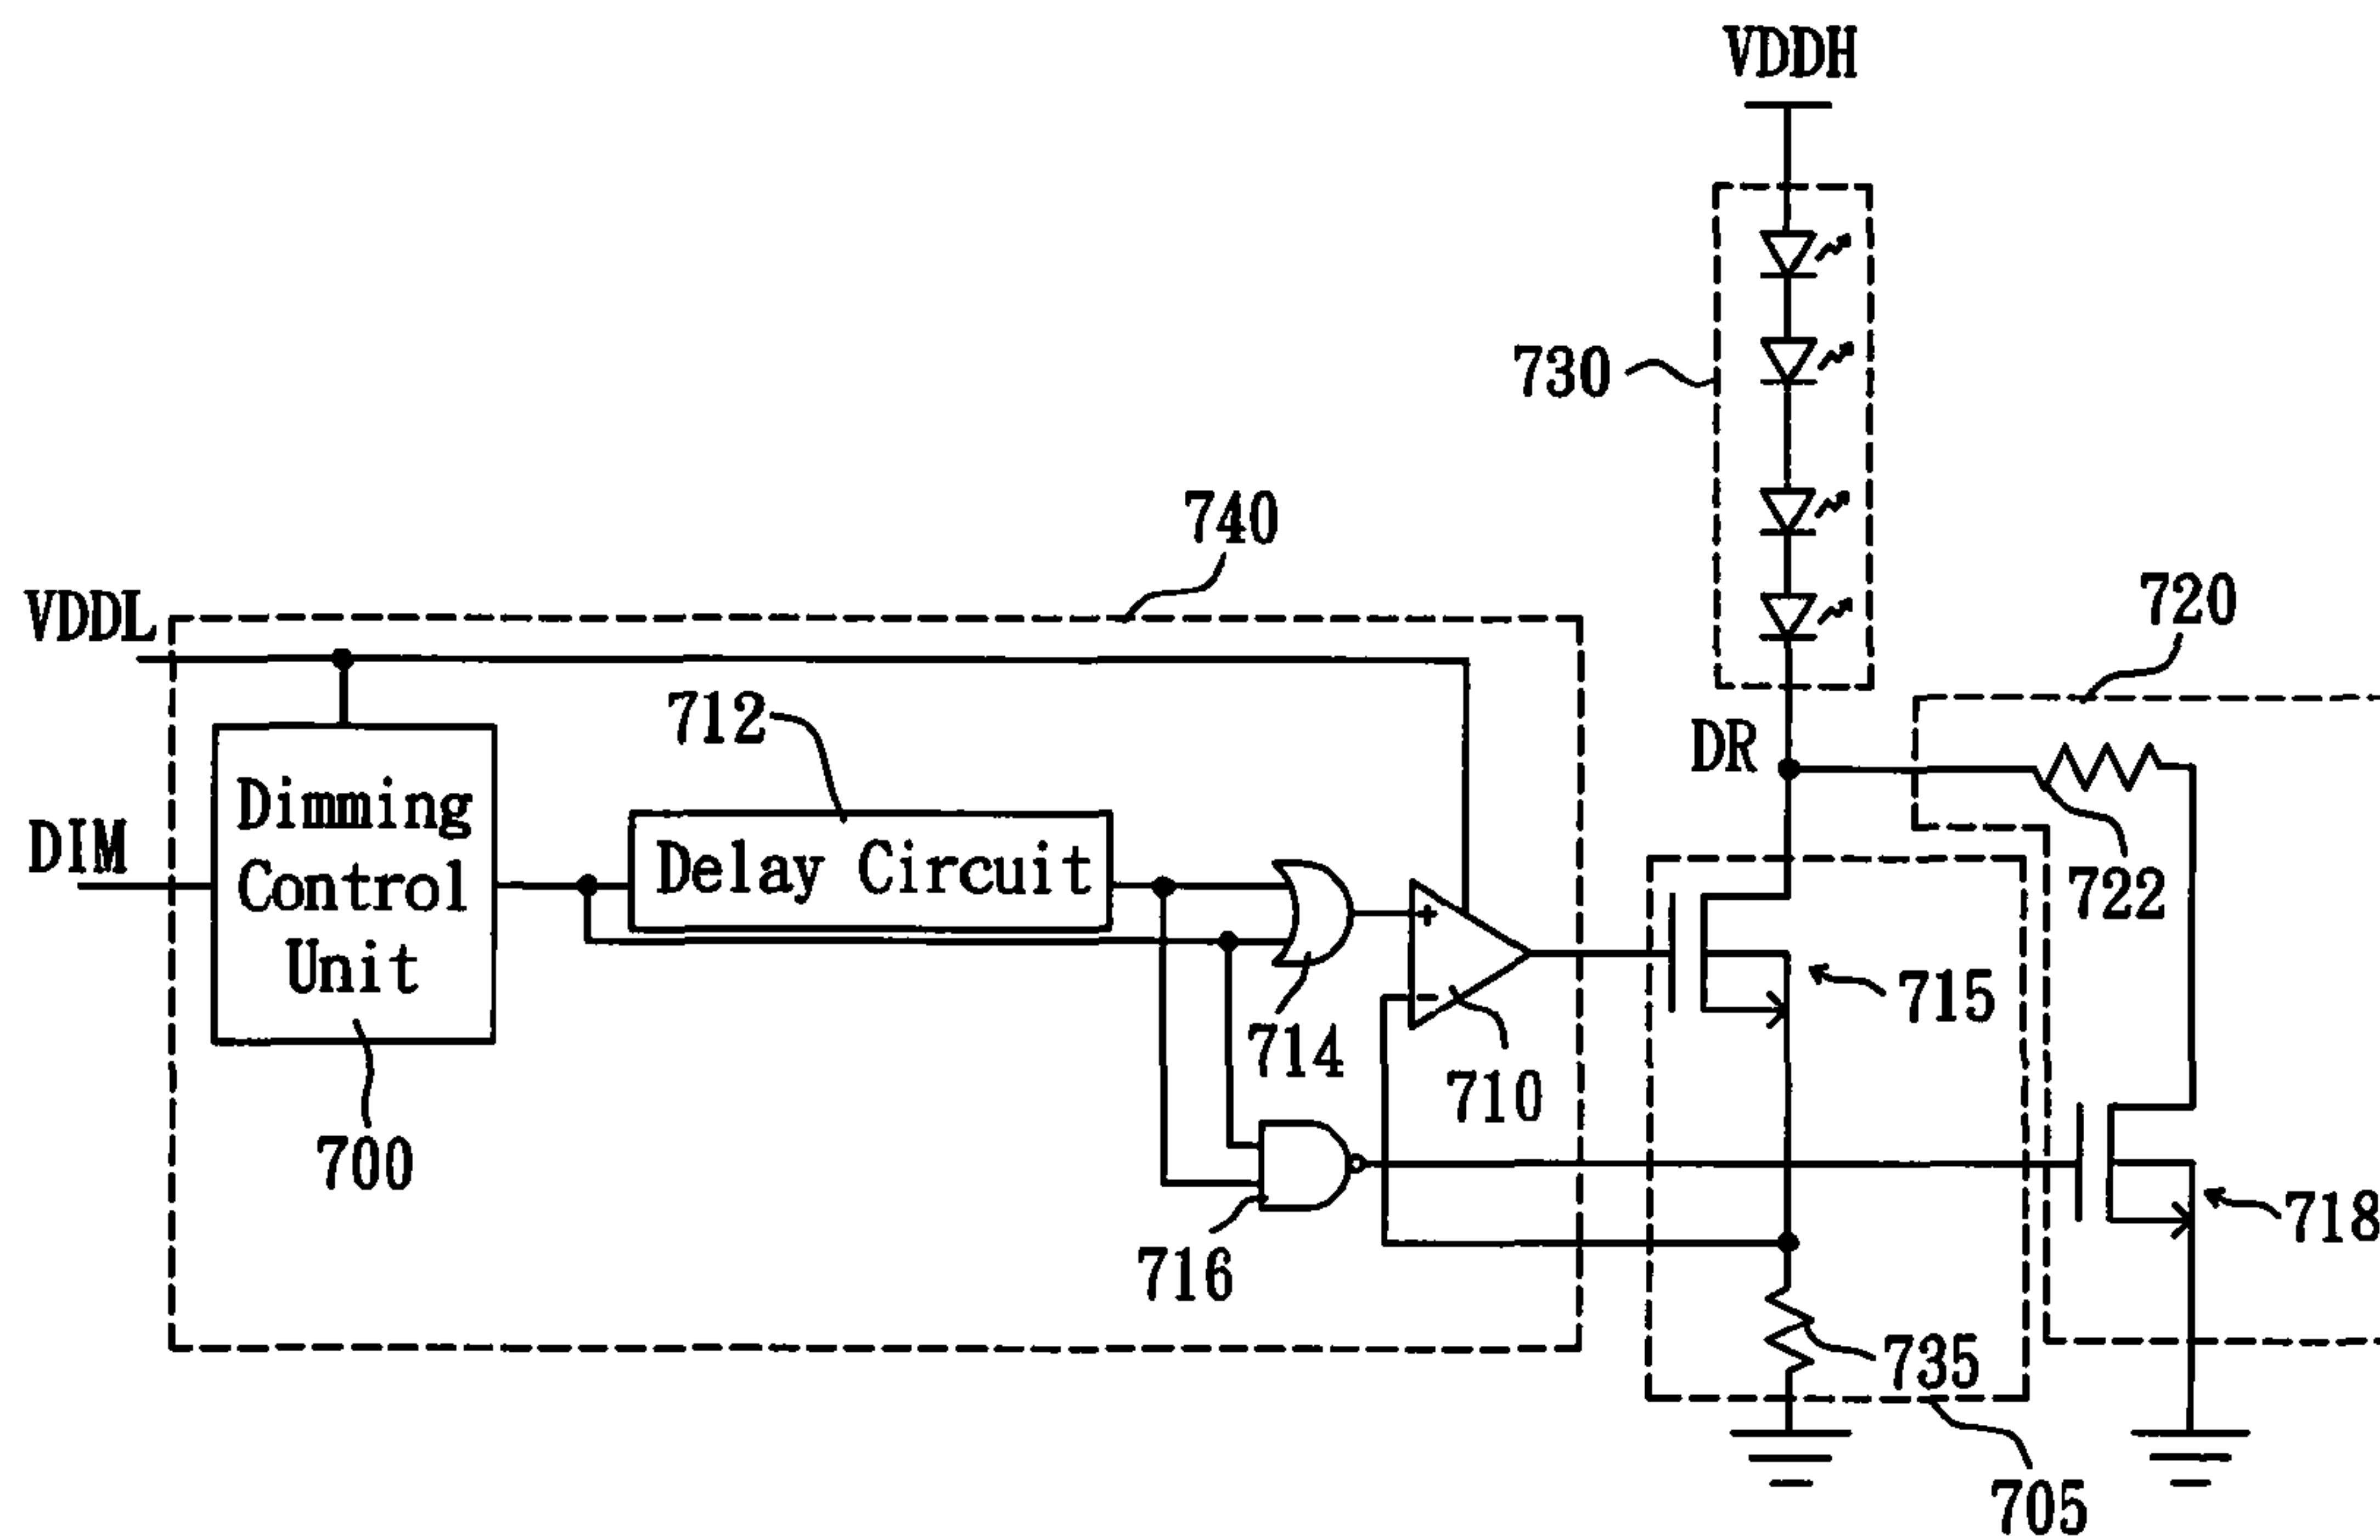 VDDH
730
740
720
VDDL
712
DR
Dimming
Control
Unit
DIM
Delay Circuit
722
715
714
710
700
718
716
735
705